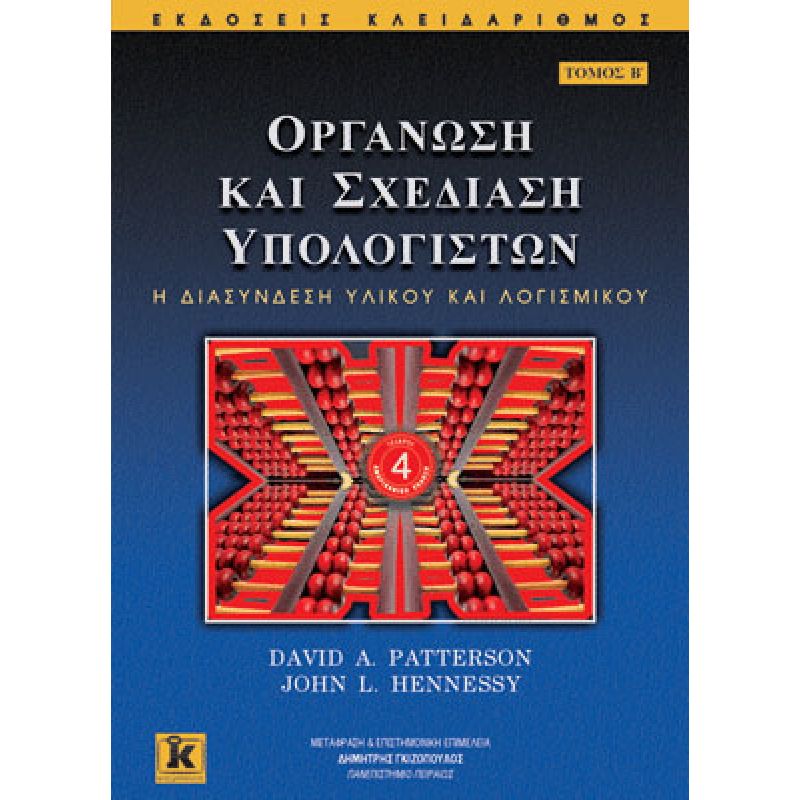 ΕΚΔΟΣΕΙΣ ΚΛΕΙΔΑΡΙΘΜΟΣ
ΤΟΜΟΣ Β'
ΟΡΓΑΝΩΣΗ
ΚΑΙ ΣΧΕΔΙΑΣΗ
ΥΠΟΛΟΓΙΣΤΩΝ
Η ΔΙΑΣΥΝΔΕΣΗ ΥΛΙΚΟΥ ΚΑΙ ΛΟΓΙΣΜΙΚΟΥ
4
DAVID A. PATTERSON
JOHN L. HENNESSY
ΜΕΤΑΦΡΑΣΗ & ΕΠΙΣΤΗΜΟΝΙΚΗ ΕΠΙΜΕΛΕΙΑ
ΔΗΜΗΤΡΗΣ ΓΚΙΖΟΠΟΥΛΟΣ
ΠΑΝΕΠΙΣΤΗΜΙΟ ΠΕΙΡΑΙΩΣ
k